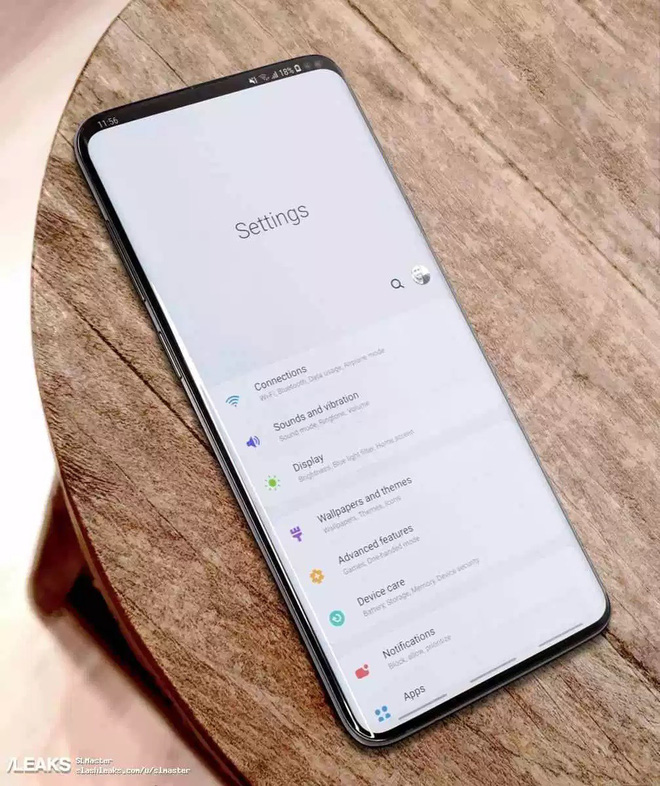 11:56
18%
Settings
Connections
Wi-Fi, Bluetooth, Data usage, Airplane mode
Sounds and vibration
Sound mode, Ringtone, Volume
Display
Brightness, Blue light filter, Home screen
Wallpapers and themes
Wallpapers, Themes, Icons
Advanced features
Games, One-handed mode
Device care
Battery, Storage, Memory, Device security
Notifications
Block, allow, prioritize
Apps
/LEAKS
SLMaster
slashleaks.com/u/slmaster